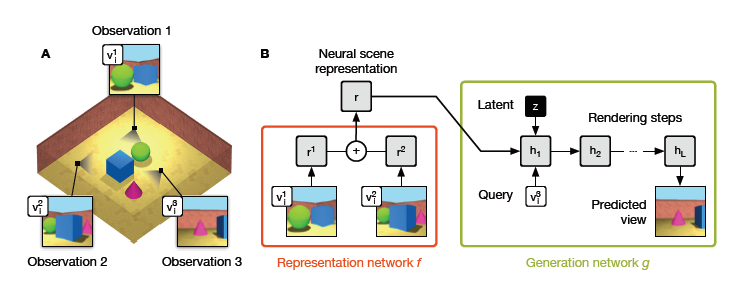 A
Observation 1
v_i^1
v_i^2
v_i^3
Observation 2
Observation 3
B
Neural scene
representation
r
r^1
+
r^2
v_i^1
v_i^2
Representation network f
Latent
z
Rendering steps
h_1
h_2
...
h_L
Query
v_i^3
Predicted
view
Generation network g